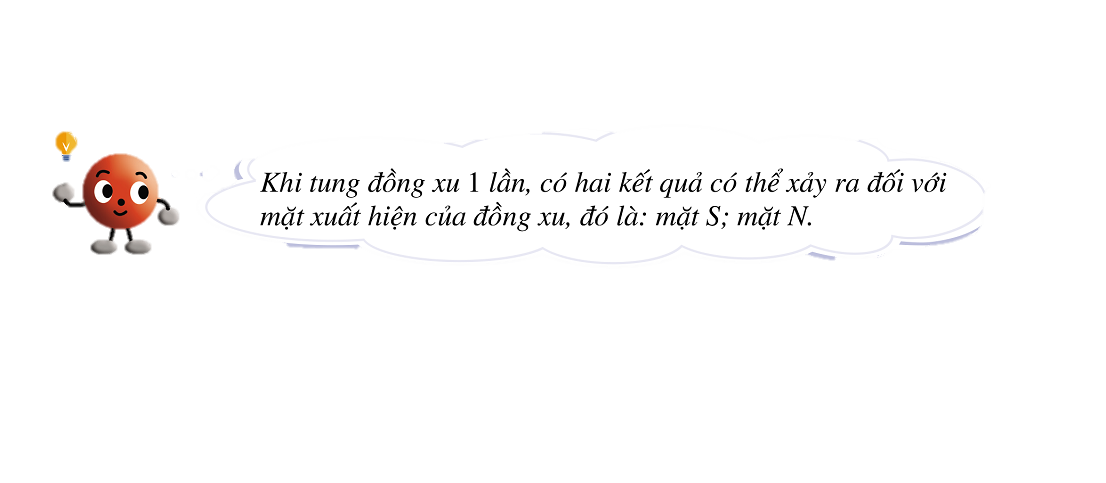 Khi tung đồng xu 1 lần, có hai kết quả có thể xảy ra đối với
mặt xuất hiện của đồng xu, đó là: mặt S; mặt N.